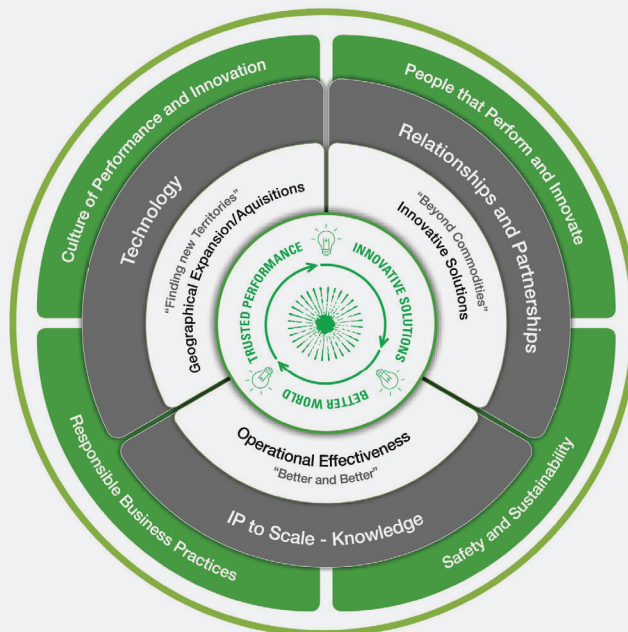 Culture of Performance and Innovation
People that Perform and Innovate
Technology
Relationships and Partnerships
"Finding new Territories"
Geographical Expansion/Aquisitions
"Beyond Commodities"
Innovative Solutions
TRUSTED PERFORMANCE
INNOVATIVE SOLUTIONS
BETTER WORLD
Operational Effectiveness
"Better and Better"
IP to Scale - Knowledge
Responsible Business Practices
Safety and Sustainability